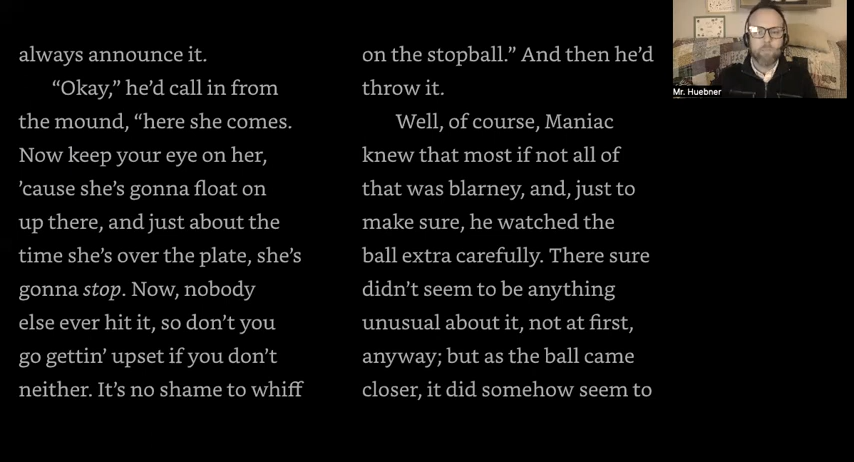 always announce it.
“Okay,” he’d call in from
the mound, “here she comes.
Now keep your eye on her,
’cause she’s gonna float on
up there, and just about the
time she’s over the plate, she’s
gonna stop. Now, nobody
else ever hit it, so don’t you
go gettin’ upset if you don’t
neither. It’s no shame to whiff
on the stopball.” And then he’d
throw it.
Well, of course, Maniac
knew that most if not all of
that was blarney, and, just to
make sure, he watched the
ball extra carefully. There sure
didn’t seem to be anything
unusual about it, not at first,
anyway; but as the ball came
closer, it did somehow seem to
Mr. Huebner